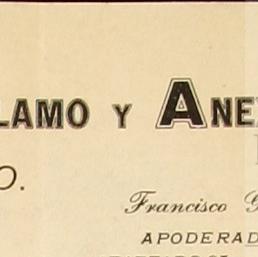 LAMO Y ANE
O.
Francisco G
APODERAD